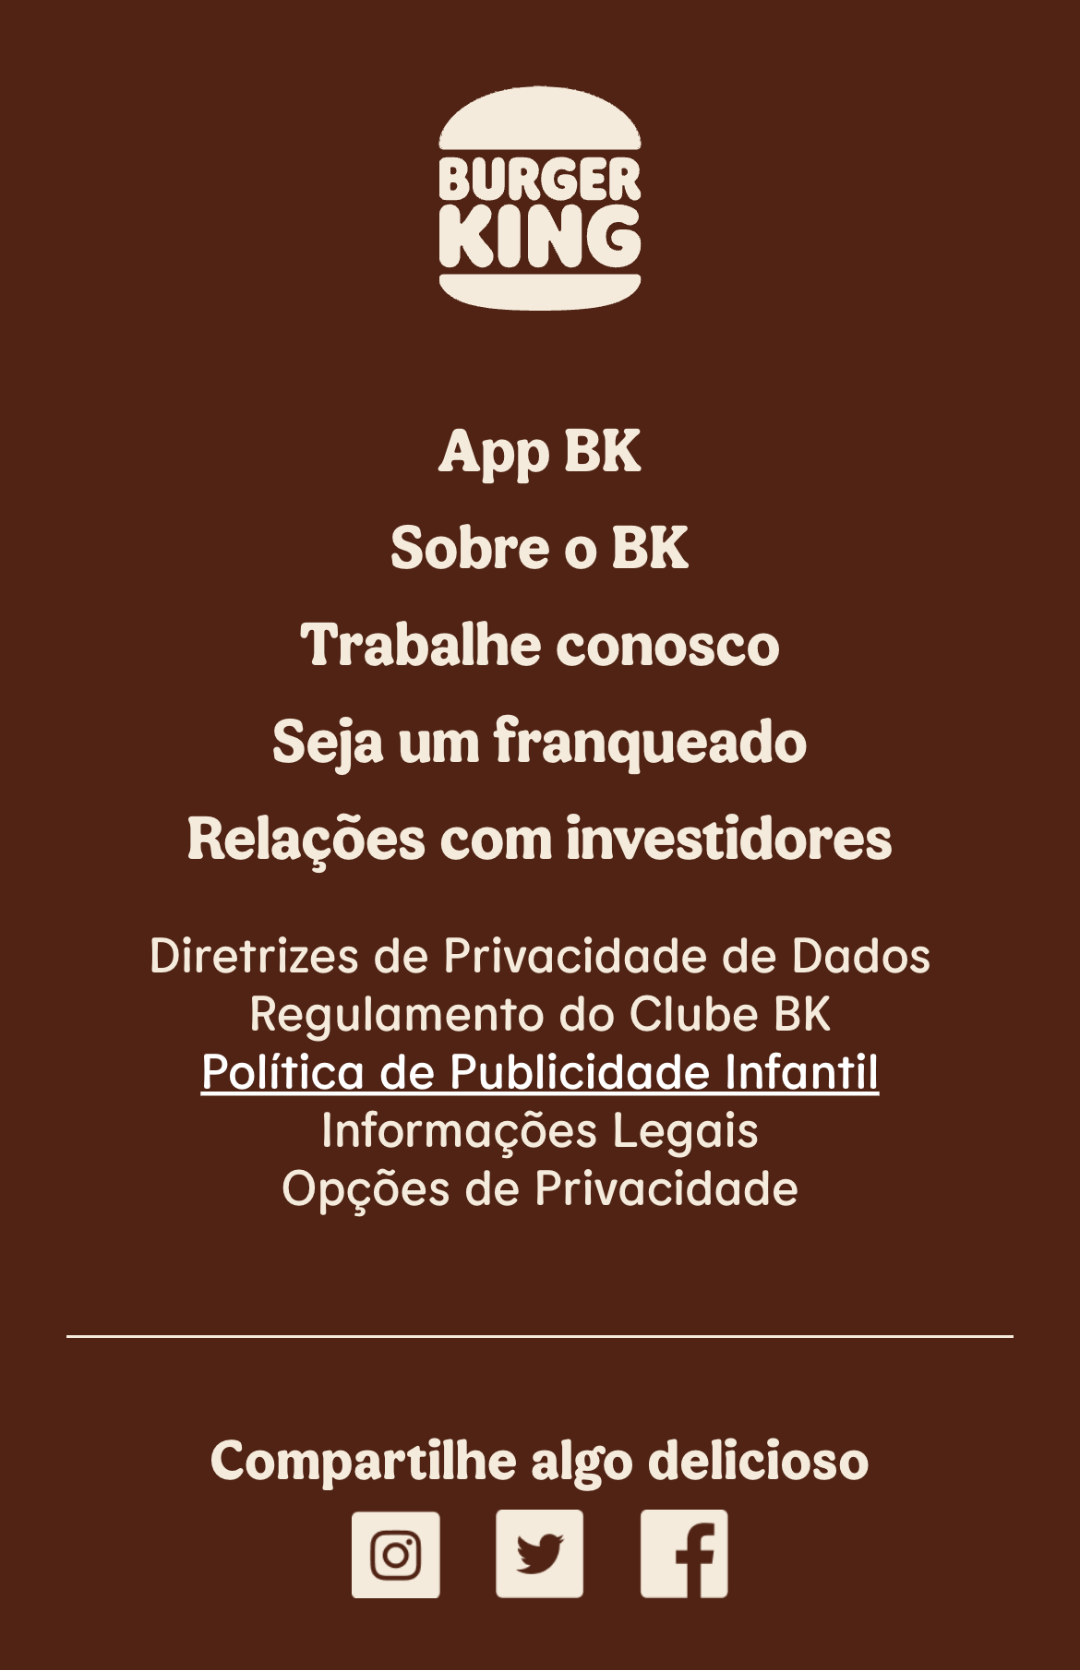 BURGER
KING
App BK
Sobre o BK
Trabalhe conosco
Seja um franqueado
Relações com investidores
Diretrizes de Privacidade de Dados
Regulamento do Clube BK
Política de Publicidade Infantil
Informações Legais
Opções de Privacidade
Compartilhe algo delicioso